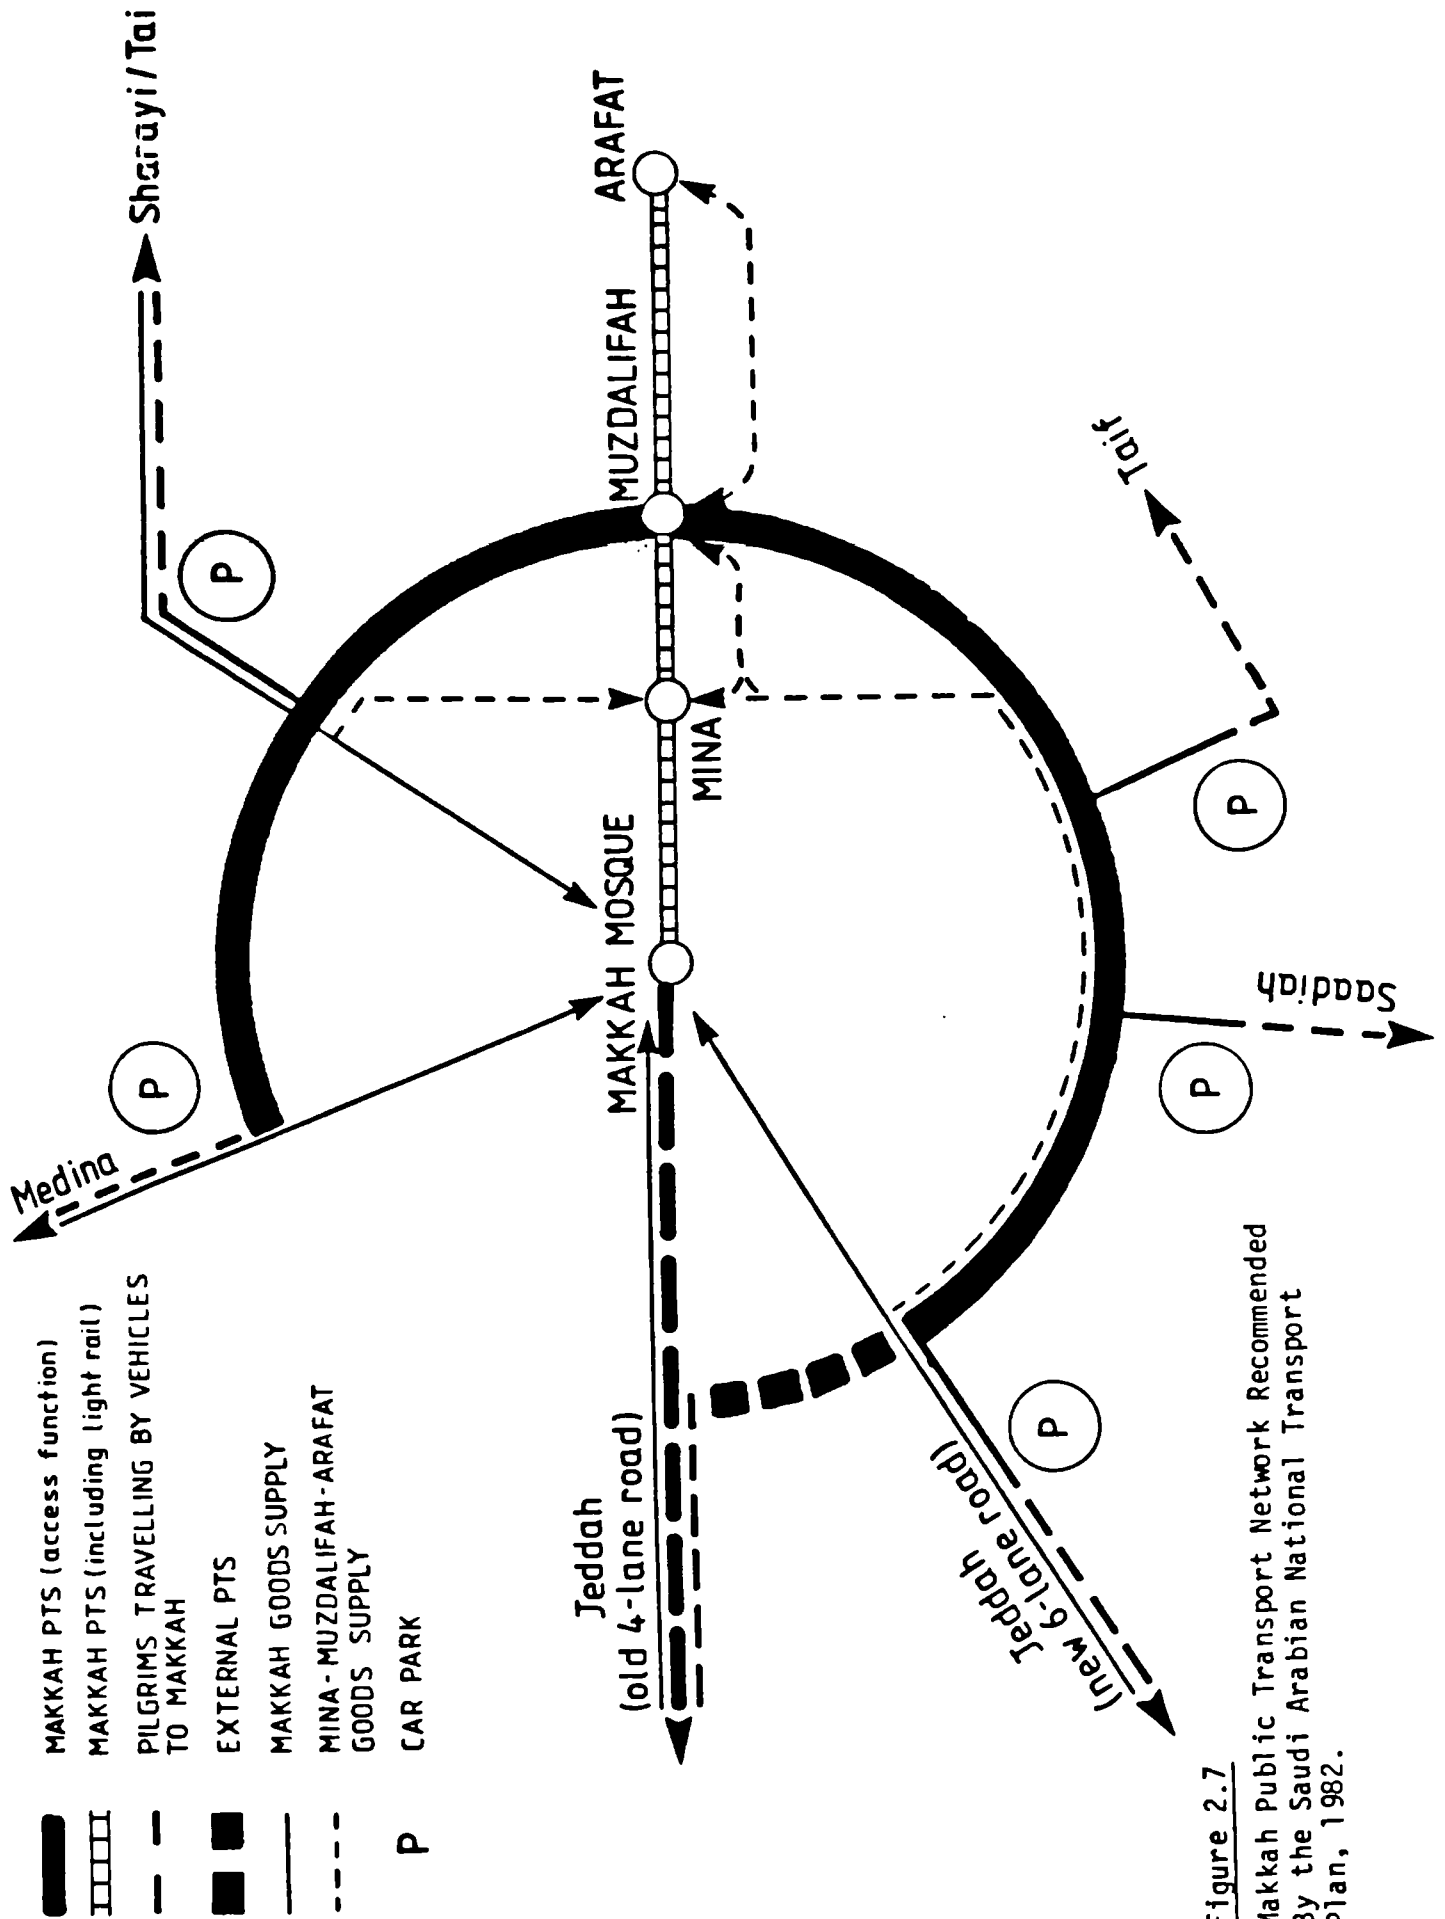 MAKKAH PTS (access function)
MAKKAH PTS (including light rail)
PILGRIMS TRAVELLING BY VEHICLES
TO MAKKAH
EXTERNAL PTS
MAKKAH GOODS SUPPLY
MINA-MUZDALIFAH-ARAFAT
GOODS SUPPLY
P CAR PARK
Medina
P
Sharayi/Tai
P
MAKKAH MOSQUE
MINA
MUZDALIFAH
ARAFAT
Jeddah
(old 4-lane road)
Jeddah
(new 6-lane road)
P
Saadiah
P
Taif
P
Figure 2.7
Makkah Public Transport Network Recommended
By the Saudi Arabian National Transport
Plan, 1982.